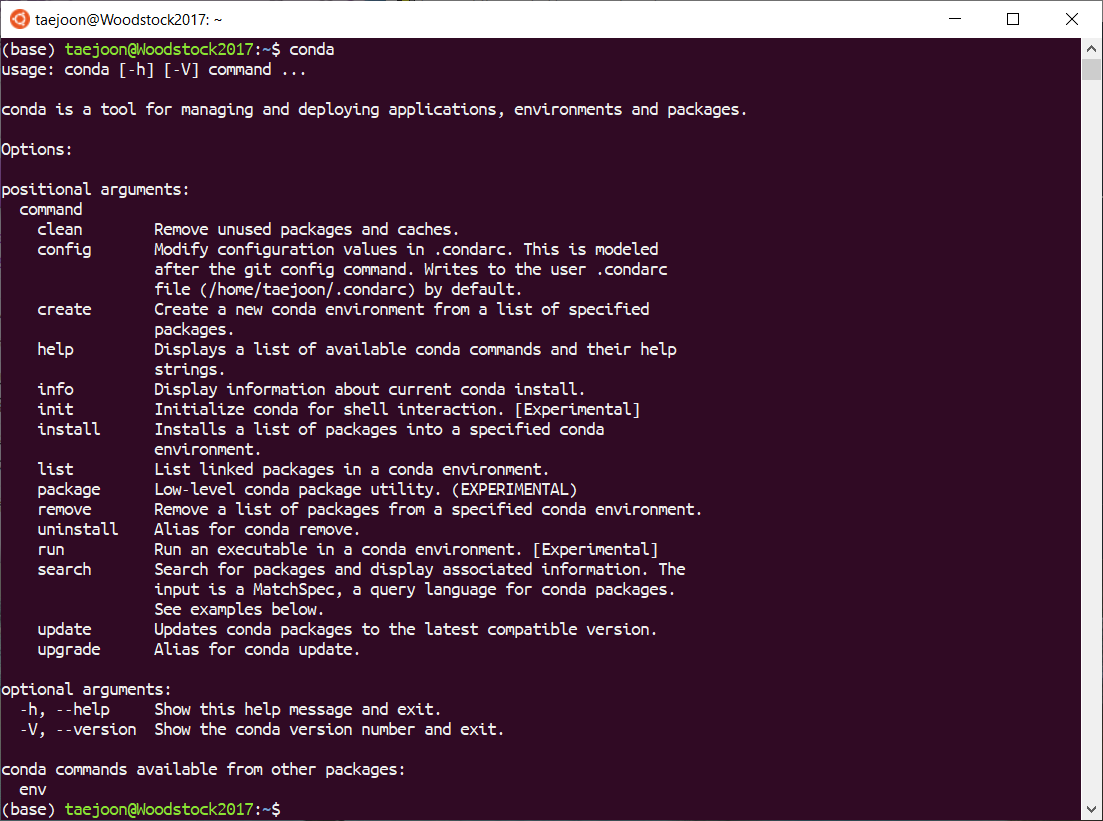 taejoon@Woodstock2017: ~
(base) taejoon@Woodstock2017:~$ conda
usage: conda [-h] [-V] command ...
conda is a tool for managing and deploying applications, environments and packages.
Options:
positional arguments:
  command
    clean        Remove unused packages and caches.
    config       Modify configuration values in .condarc. This is modeled
                 after the git config command. Writes to the user .condarc
                 file (/home/taejoon/.condarc) by default.
    create       Create a new conda environment from a list of specified
                 packages.
    help         Displays a list of available conda commands and their help
                 strings.
    info         Display information about current conda install.
    init         Initialize conda for shell interaction. [Experimental]
    install      Installs a list of packages into a specified conda
                 environment.
    list         List linked packages in a conda environment.
    package      Low-level conda package utility. (EXPERIMENTAL)
    remove       Remove a list of packages from a specified conda environment.
    uninstall    Alias for conda remove.
    run          Run an executable in a conda environment. [Experimental]
    search       Search for packages and display associated information. The
                 input is a MatchSpec, a query language for conda packages.
                 See examples below.
    update       Updates conda packages to the latest compatible version.
    upgrade      Alias for conda update.
optional arguments:
  -h, --help     Show this help message and exit.
  -V, --version  Show the conda version number and exit.
conda commands available from other packages:
  env
(base) taejoon@Woodstock2017:~$